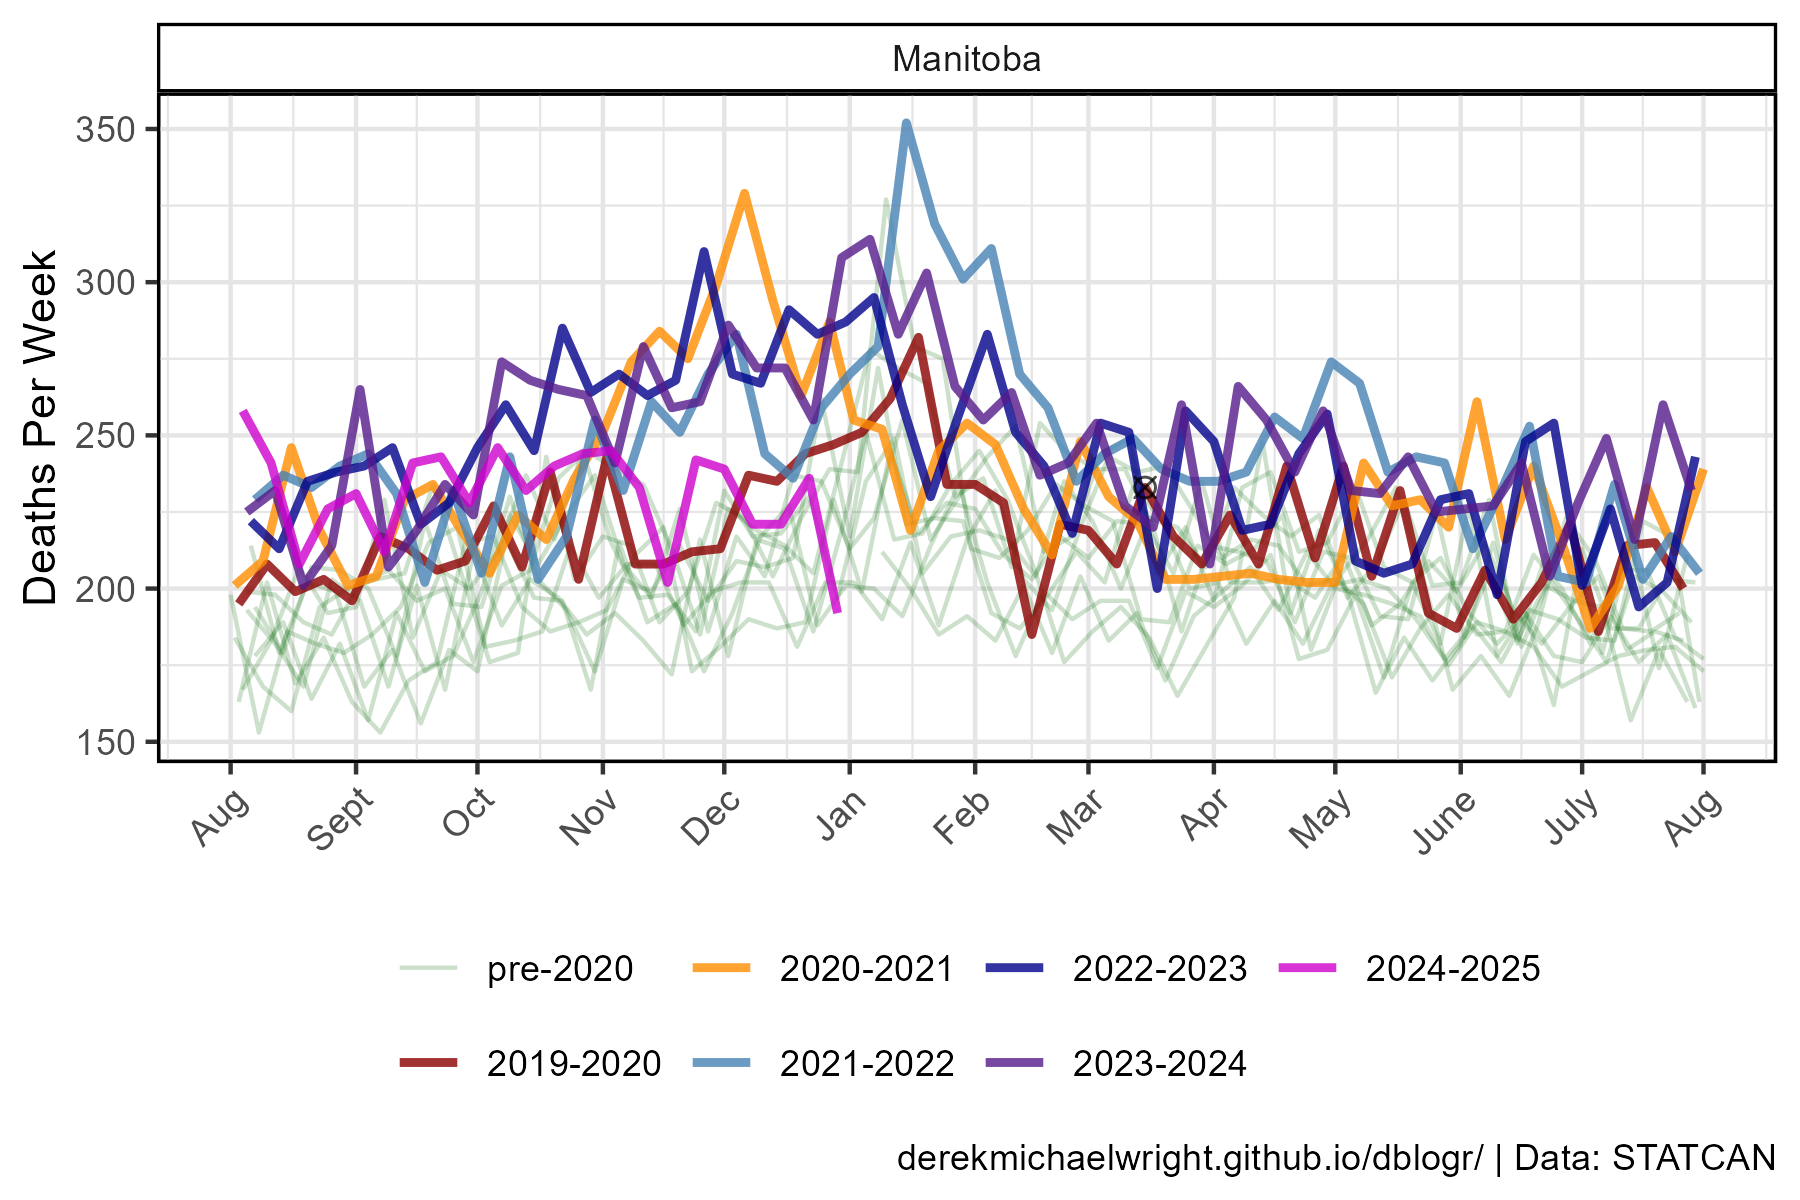 Manitoba
Deaths Per Week
350
300
250
200
150
Aug Sept Oct Nov Dec Jan Feb Mar Apr May June July Aug
pre-2020 2020-2021 2022-2023 2024-2025
2019-2020 2021-2022 2023-2024
derekmichaelwright.github.io/dblogr/ | Data: STATCAN